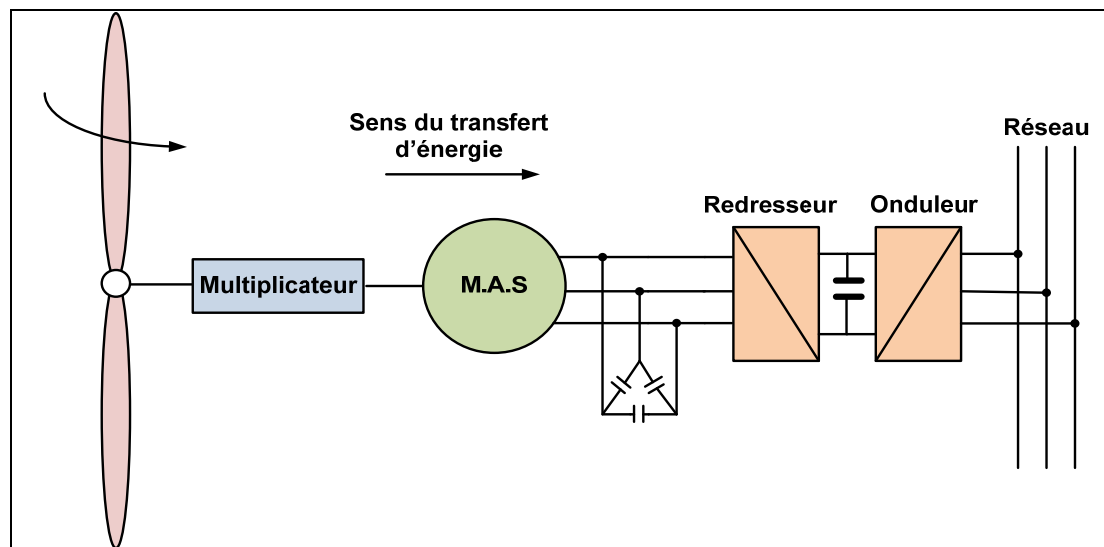 Sens du transfert
d'énergie
Réseau
Redresseur
Onduleur
Multiplicateur
M.A.S